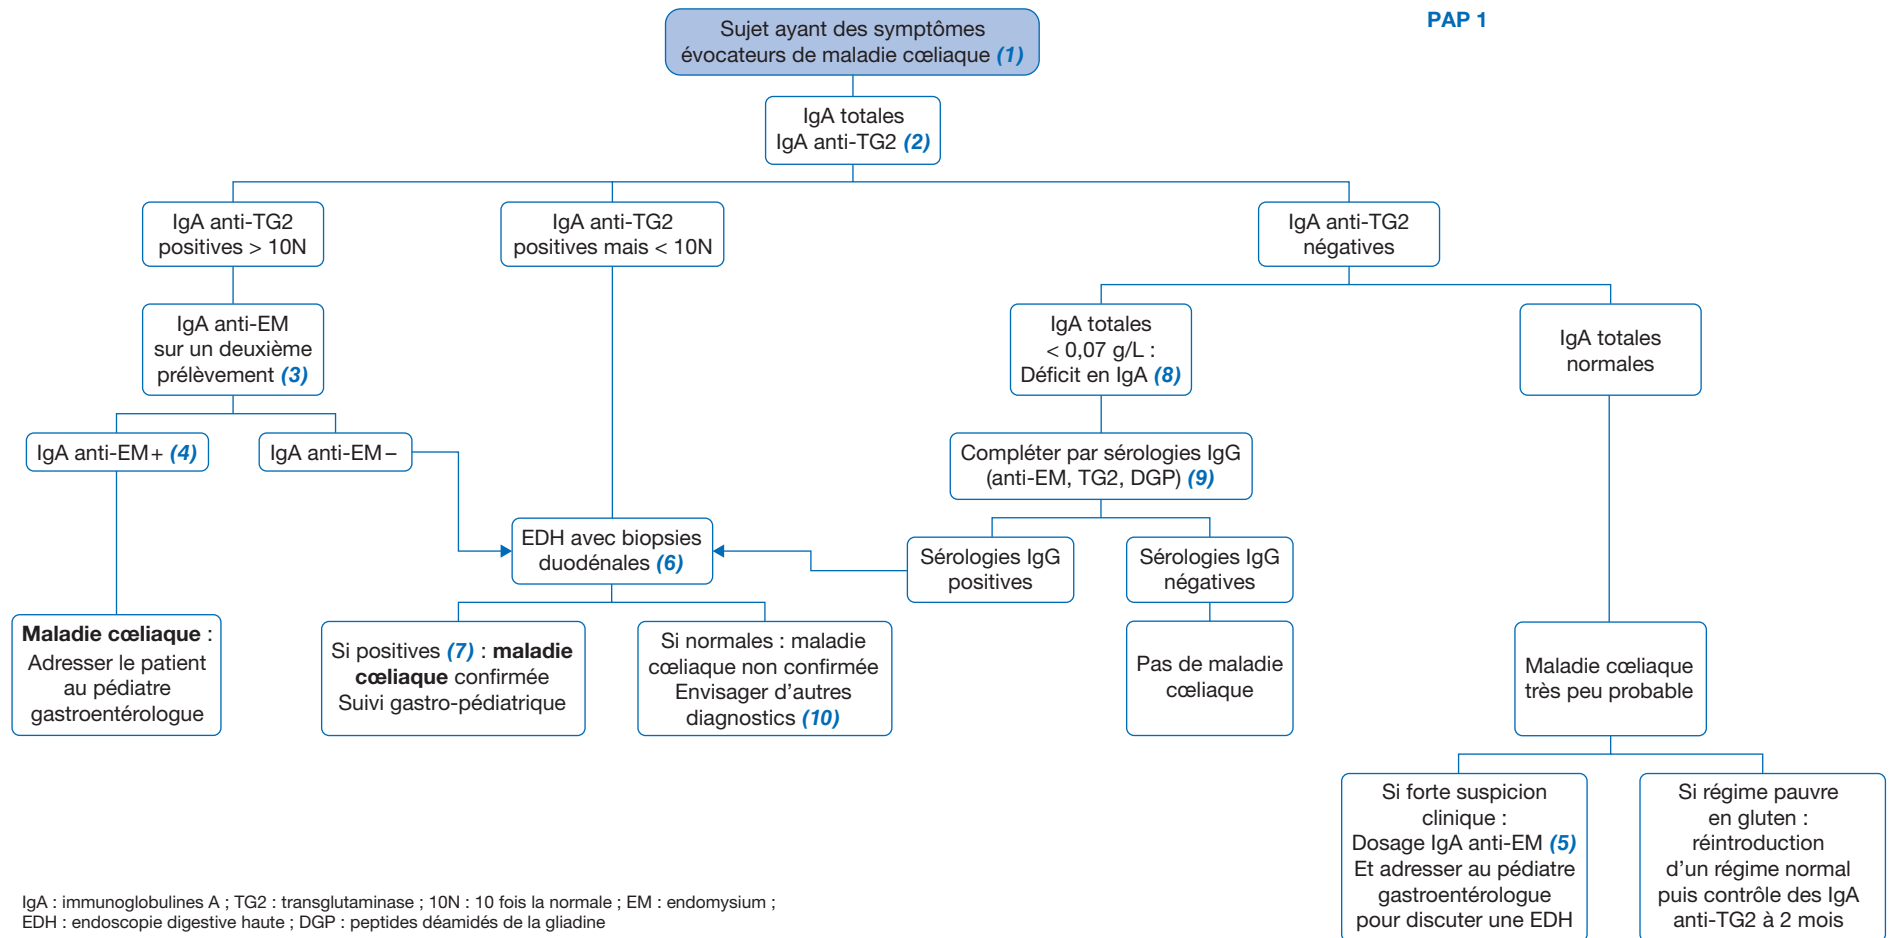 PAP 1
Sujet ayant des symptômes
évocateurs de maladie cœliaque (1)
IgA totales
IgA anti-TG2 (2)
IgA anti-TG2
positives > 10N
IgA anti-TG2
positives mais < 10N
IgA anti-TG2
négatives
IgA anti-EM
sur un deuxième
prélèvement (3)
IgA totales
< 0,07 g/L :
Déficit en IgA (8)
IgA totales
normales
IgA anti-EM+ (4)
IgA anti-EM–
Compléter par sérologies IgG
(anti-EM, TG2, DGP) (9)
EDH avec biopsies
duodénales (6)
Sérologies IgG
positives
Sérologies IgG
négatives
Maladie cœliaque :
Adresser le patient
au pédiatre
gastroentérologue
Si positives (7) : maladie
cœliaque confirmée
Suivi gastro-pédiatrique
Si normales : maladie
cœliaque non confirmée
Envisager d’autres
diagnostics (10)
Pas de maladie
cœliaque
Maladie cœliaque
très peu probable
Si forte suspicion
clinique :
Dosage IgA anti-EM (5)
Et adresser au pédiatre
gastroentérologue
pour discuter une EDH
Si régime pauvre
en gluten :
réintroduction
d’un régime normal
puis contrôle des IgA
anti-TG2 à 2 mois
IgA : immunoglobulines A ; TG2 : transglutaminase ; 10N : 10 fois la normale ; EM : endomysium ;
EDH : endoscopie digestive haute ; DGP : peptides déamidés de la gliadine